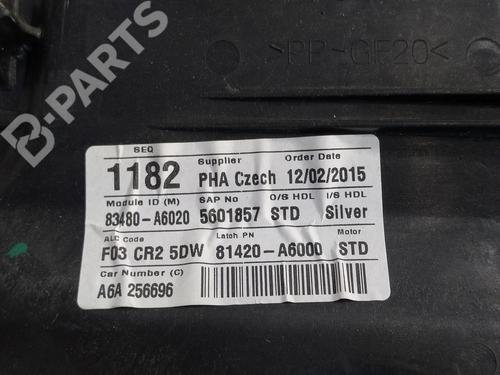 B-PARTS
>PP-GF20<
SEQ
1182
Supplier
PHA Czech
Order Date
12/02/2015
Module ID (M)
83480-A6020
SAP No
5601857
O/S HDL
STD
I/S HDL
Silver
ALC Code
F03 CR2 5DW
Latch PN
81420-A6000
Motor
STD
Car Number (C)
A6A 256696